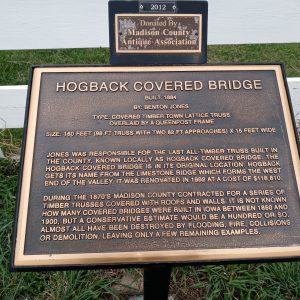 2012
Donated By
Madison County
Antique Association
HOGBACK COVERED BRIDGE
BUILT: 1884
BY: BENTON JONES
TYPE: COVERED TIMBER TOWN LATTICE TRUSS
OVERLAID BY A QUEENPOST FRAME
SIZE: 160 FEET (98 FT TRUSS WITH TWO 62 FT APPROACHES) X 16 FEET WIDE
JONES WAS RESPONSIBLE FOR THE LAST ALL-TIMBER TRUSS BUILT IN
THE COUNTY, KNOWN LOCALLY AS HOGBACK COVERED BRIDGE. THE
HOGBACK COVERED BRIDGE IS IN ITS ORIGINAL LOCATION. HOGBACK
GETS ITS NAME FROM THE LIMESTONE RIDGE WHICH FORMS THE WEST
END OF THE VALLEY. IT WAS RENOVATED IN 1992 AT A COST OF $118,810.
DURING THE 1870'S MADISON COUNTY CONTRACTED FOR A SERIES OF
TIMBER TRUSSES COVERED WITH ROOFS AND WALLS. IT IS NOT KNOWN
HOW MANY COVERED BRIDGES WERE BUILT IN IOWA BETWEEN 1850 AND
1900, BUT A CONSERVATIVE ESTIMATE WOULD BE A HUNDRED OR SO.
ALMOST ALL HAVE BEEN DESTROYED BY FLOODING, FIRE, COLLISIONS
OR DEMOLITION, LEAVING ONLY A FEW REMAINING EXAMPLES.